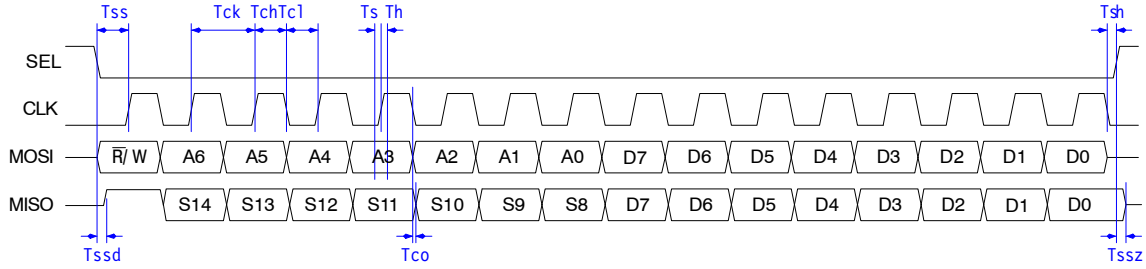 Tss Tck TchTcl Ts Th Tsh
SEL
CLK
MOSI R/W A6 A5 A4 A3 A2 A1 A0 D7 D6 D5 D4 D3 D2 D1 D0
MISO S14 S13 S12 S11 S10 S9 S8 D7 D6 D5 D4 D3 D2 D1 D0
Tssd Tco Tssz